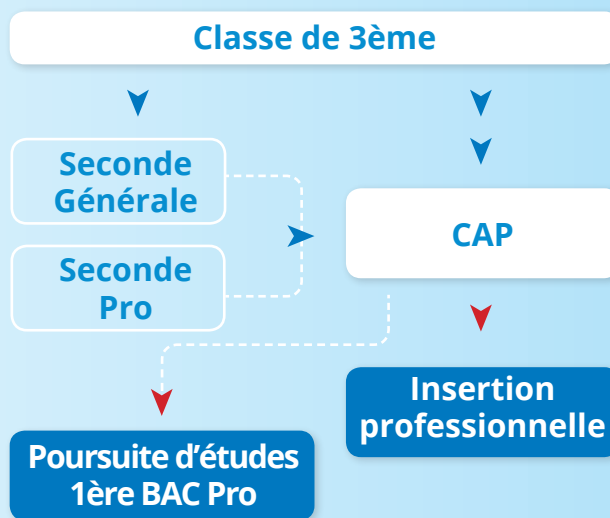 Classe de 3ème
Seconde
Générale
Seconde
Pro
CAP
Insertion
professionnelle
Poursuite d’études
1ère BAC Pro